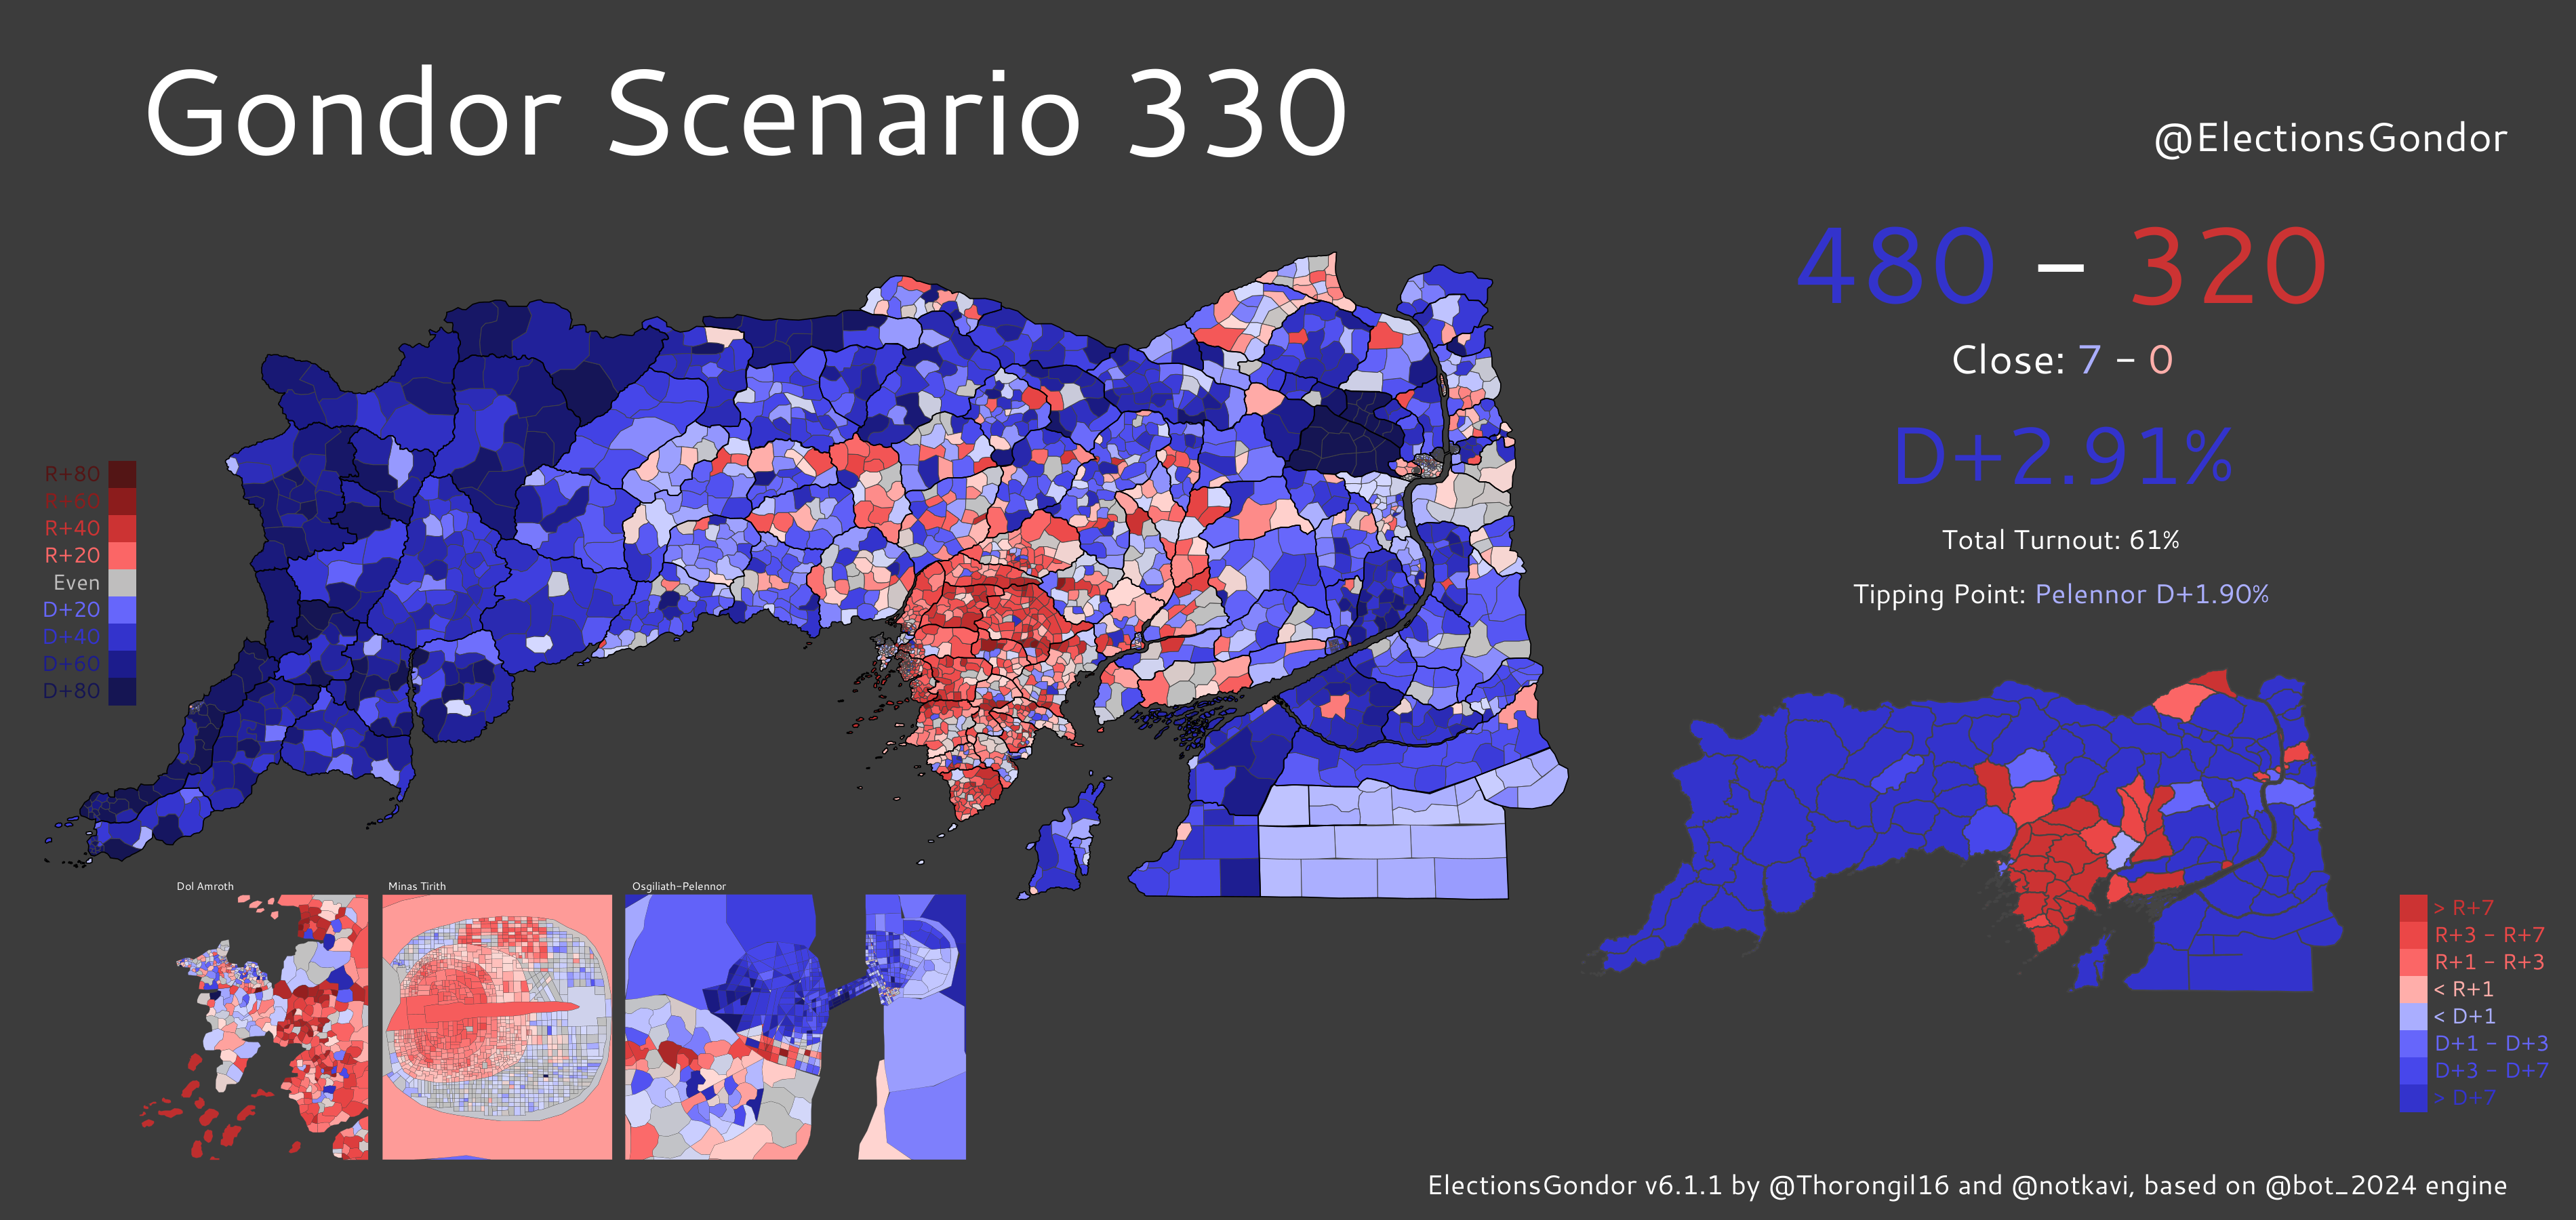 Gondor Scenario 330
@ElectionsGondor
480 – 320
Close: 7 – 0
D+2.91%
Total Turnout: 61%
Tipping Point: Pelennor D+1.90%
R+80
R+60
R+40
R+20
Even
D+20
D+40
D+60
D+80
Dol Amroth
Minas Tirith
Osgiliath-Pelennor
> R+7
R+3 – R+7
R+1 – R+3
< R+1
< D+1
D+1 – D+3
D+3 – D+7
> D+7
ElectionsGondor v6.1.1 by @Thorongil16 and @notkavi, based on @bot_2024 engine